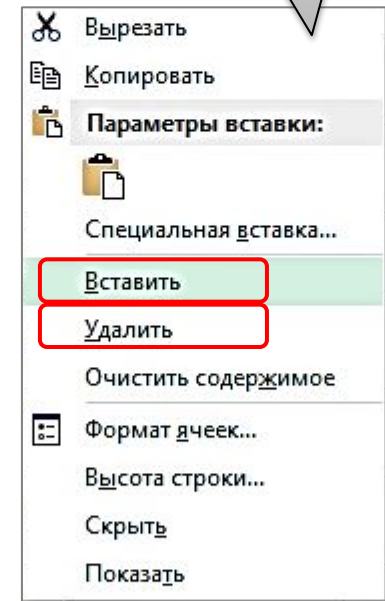 Вырезать
Копировать
Параметры вставки:
Специальная вставка...
Вставить
Удалить
Очистить содержимое
Формат ячеек...
Высота строки...
Скрыть
Показать